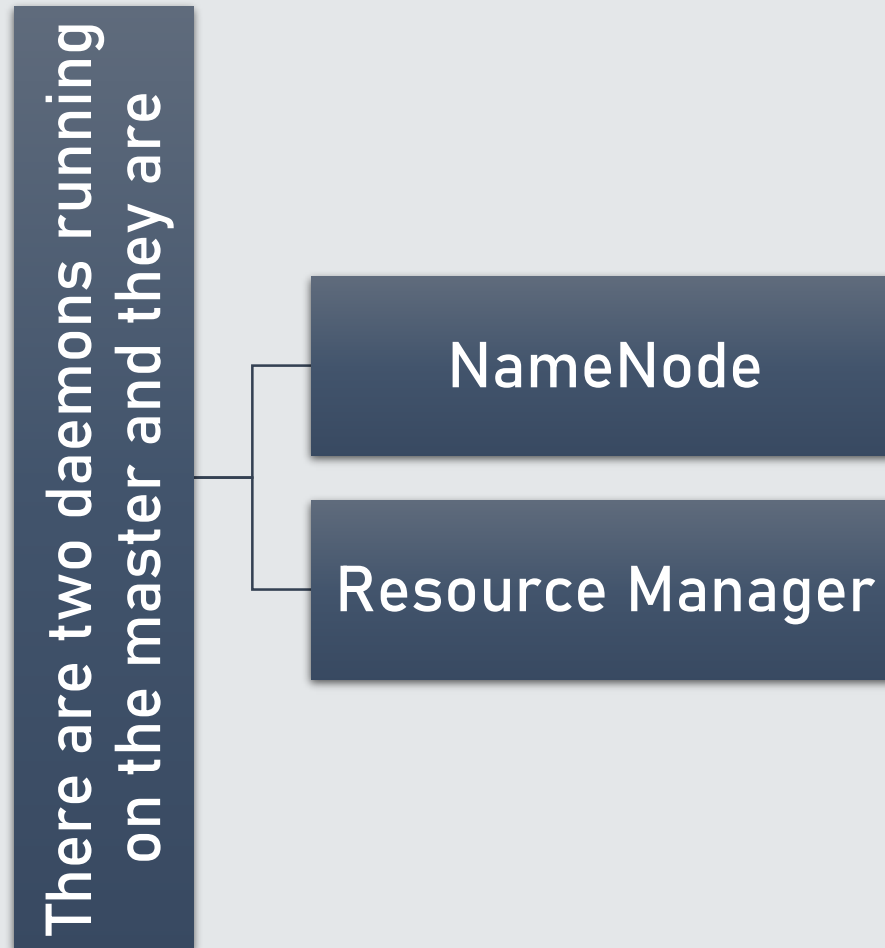 There are two daemons running
on the master and they are
NameNode
Resource Manager